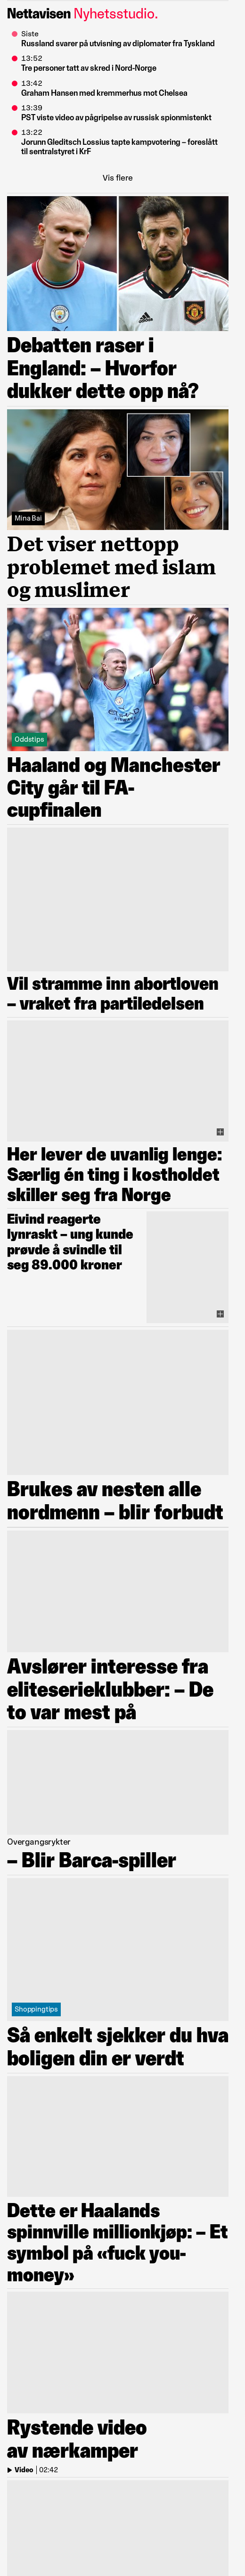 Nettavisen Nyhetsstudio.
Siste
Russland svarer på utvisning av diplomater fra Tyskland
13:52
Tre personer tatt av skred i Nord-Norge
13:42
Graham Hansen med kremmerhus mot Chelsea
13:39
PST viste video av pågripelse av russisk spionmistenkt
13:22
Jorunn Gleditsch Lossius tapte kampvotering – foreslått
til sentralstyret i KrF
Vis flere
Debatten raser i
England: – Hvorfor
dukker dette opp nå?
Mina Bal
Det viser nettopp
problemet med islam
og muslimer
Oddstips
Haaland og Manchester
City går til FA-
cupfinalen
Vil stramme inn abortloven
– vraket fra partiledelsen
Her lever de uvanlig lenge:
Særlig én ting i kostholdet
skiller seg fra Norge
Eivind reagerte
lynraskt – ung kunde
prøvde å svindle til
seg 89.000 kroner
Brukes av nesten alle
nordmenn – blir forbudt
Avslører interesse fra
eliteserieklubber: – De
to var mest på
Overgangsrykter
– Blir Barca-spiller
Shoppingtips
Så enkelt sjekker du hva
boligen din er verdt
Dette er Haalands
spinnville millionkjøp: – Et
symbol på «fuck you-
money»
Rystende video
av nærkamper
Video | 02:42